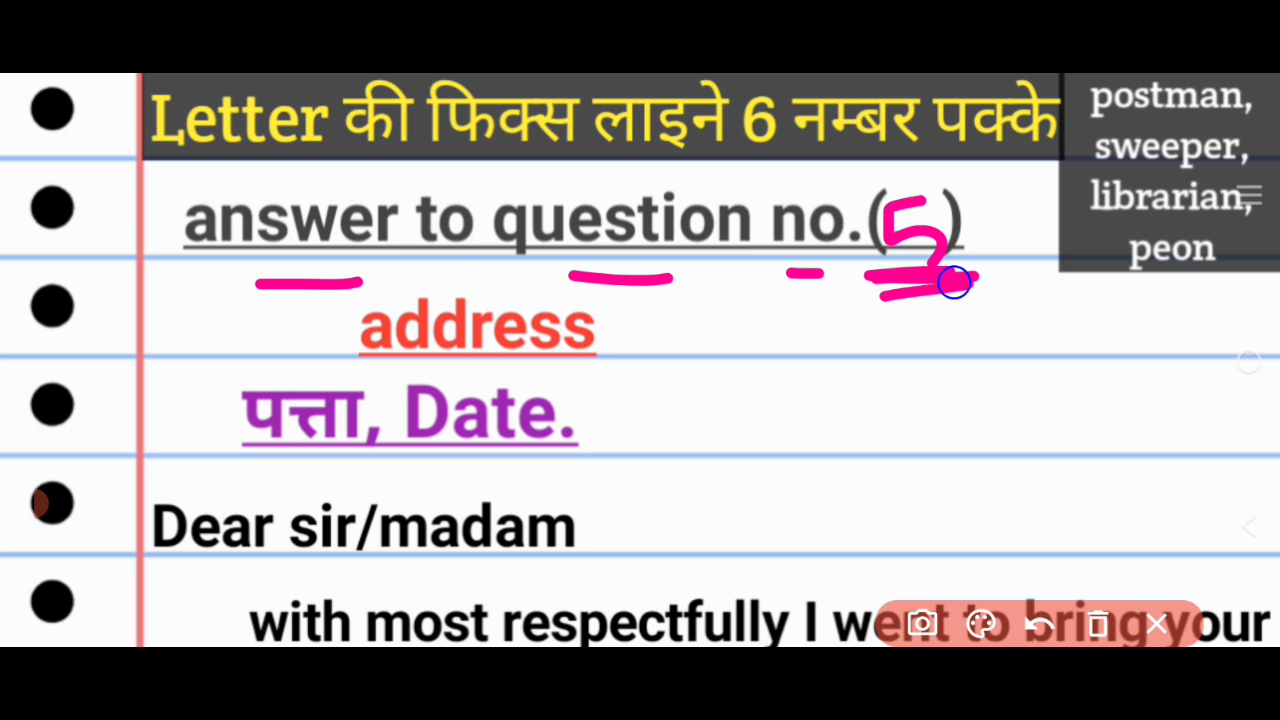 Letter की फिक्स लाइने 6 नम्बर पक्के
postman,
sweeper,
librarian,
peon
answer to question no.(5)
address
पत्ता, Date.
Dear sir/madam
with most respectfully I went to bring your